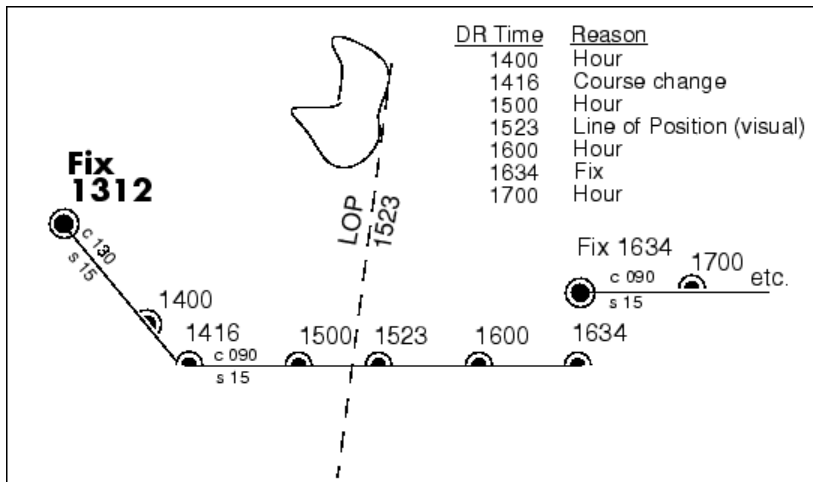 DR Time Reason
1400 Hour
1416 Course change
1500 Hour
1523 Line of Position (visual)
1600 Hour
1634 Fix
1700 Hour
Fix
1312
c 130
s 15
1400
1416
c 090
s 15
1500
LOP
1523
1523
1600
1634
Fix 1634
c 090
s 15
1700
etc.